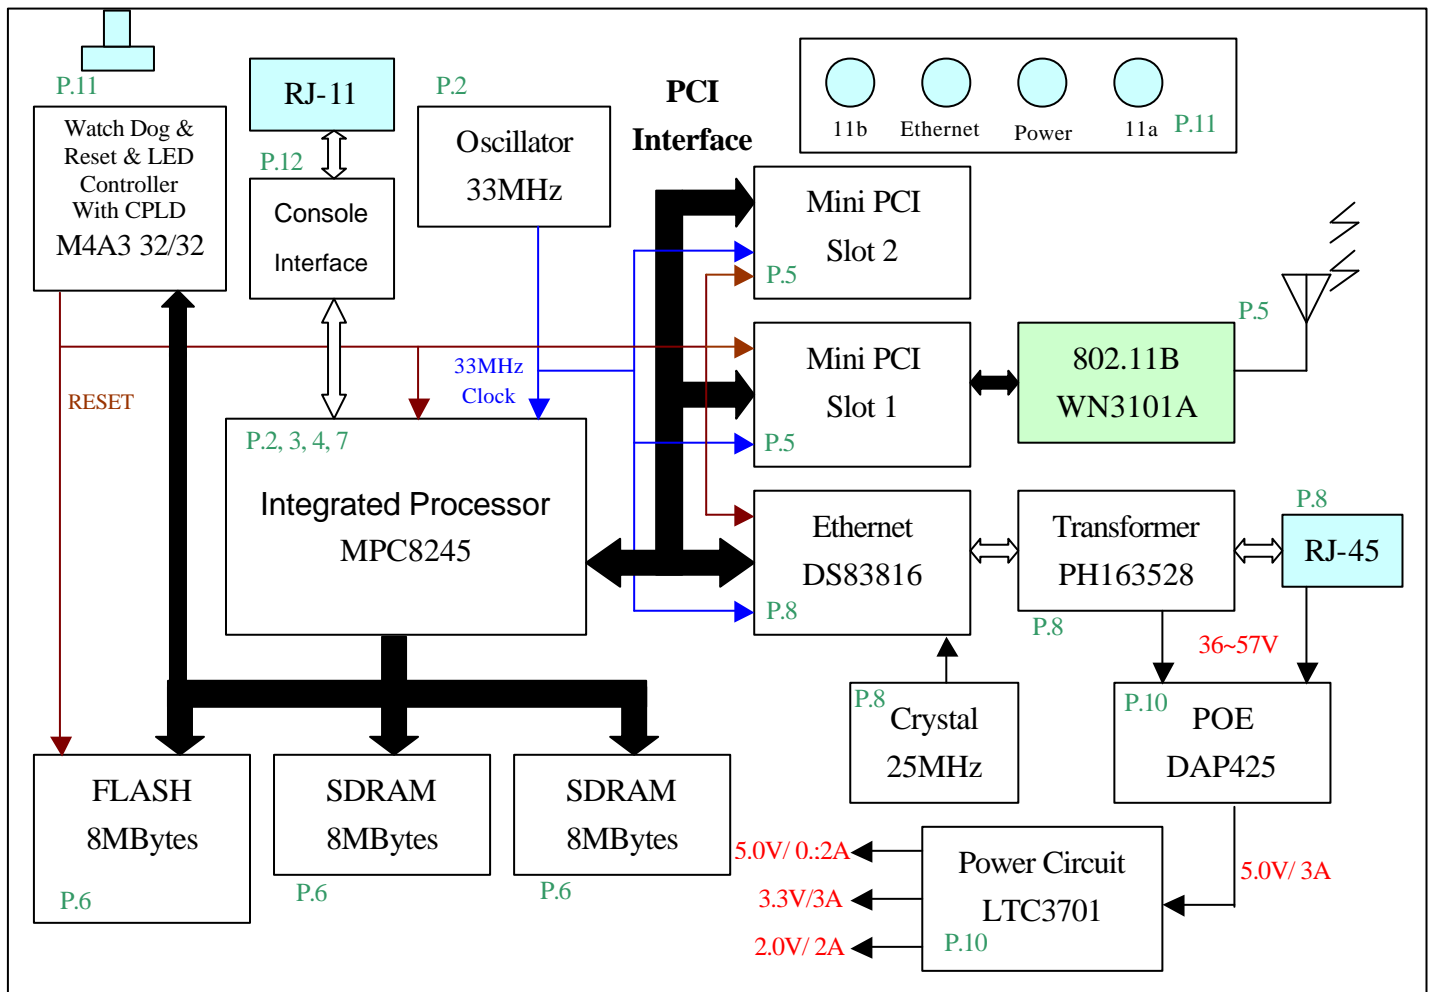 P.11
Watch Dog &
Reset & LED
Controller
With CPLD
M4A3 32/32
RJ-11
P.12
Console
Interface
P.2
Oscillator
33MHz
PCI
Interface
11b
Ethernet
Power
11a
P.11
Mini PCI
Slot 2
P.5
Mini PCI
Slot 1
P.5
802.11B
WN3101A
P.5
RESET
33MHz
Clock
P.2, 3, 4, 7
Integrated Processor
MPC8245
Ethernet
DS83816
P.8
Transformer
PH163528
P.8
P.8
RJ-45
36~57V
P.8
Crystal
25MHz
P.10
POE
DAP425
FLASH
8MBytes
P.6
SDRAM
8MBytes
P.6
SDRAM
8MBytes
P.6
5.0V/ 0.:2A
3.3V/3A
2.0V/ 2A
Power Circuit
LTC3701
P.10
5.0V/ 3A